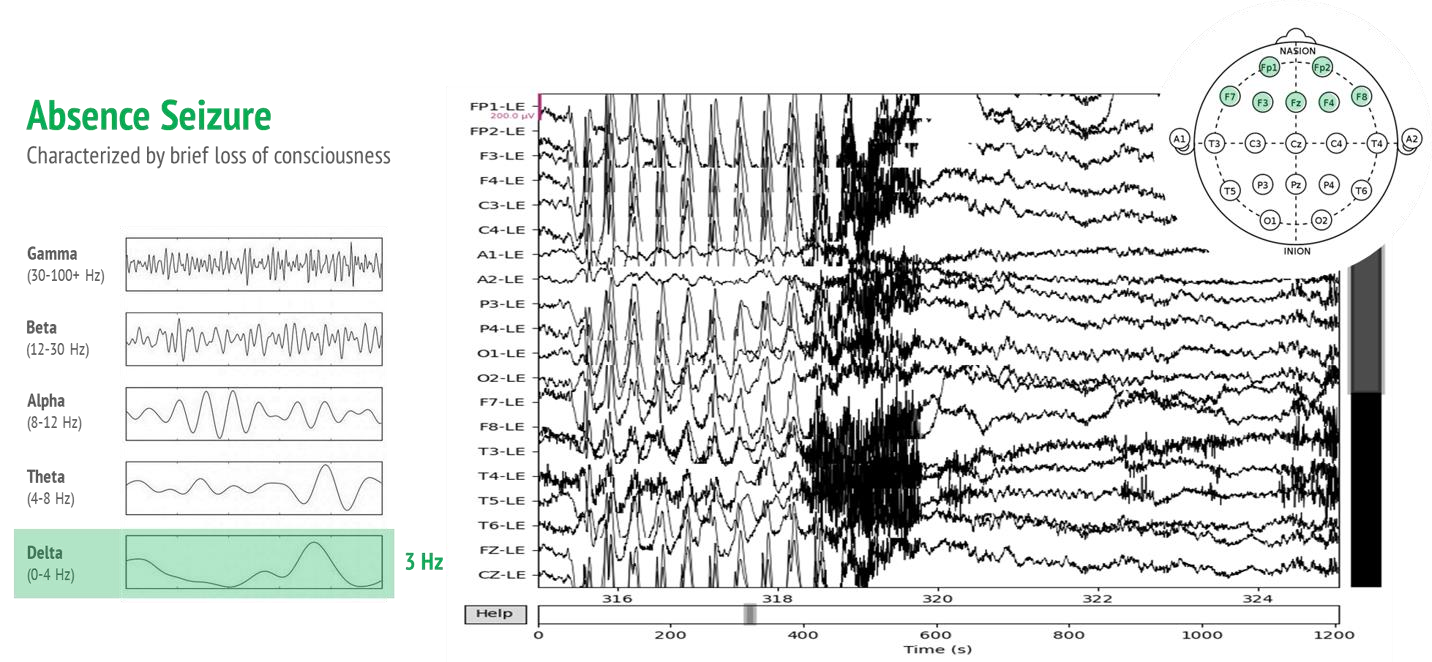 Absence Seizure
Characterized by brief loss of consciousness
Gamma
(30-100+ Hz)
Beta
(12-30 Hz)
Alpha
(8-12 Hz)
Theta
(4-8 Hz)
Delta
(0-4 Hz)
3 Hz
FP1-LE
200.0 µV
FP2-LE
F3-LE
F4-LE
C3-LE
C4-LE
A1-LE
A2-LE
P3-LE
P4-LE
O1-LE
O2-LE
F7-LE
F8-LE
T3-LE
T4-LE
T5-LE
T6-LE
FZ-LE
CZ-LE
316 318 320 322 324
Help
0 200 400 600 800 1000 1200
Time (s)
NASION
Fp1 Fp2
F7 F3 Fz F4 F8
A1 T3 C3 Cz C4 T4 A2
T5 P3 Pz P4 T6
O1 O2
INION